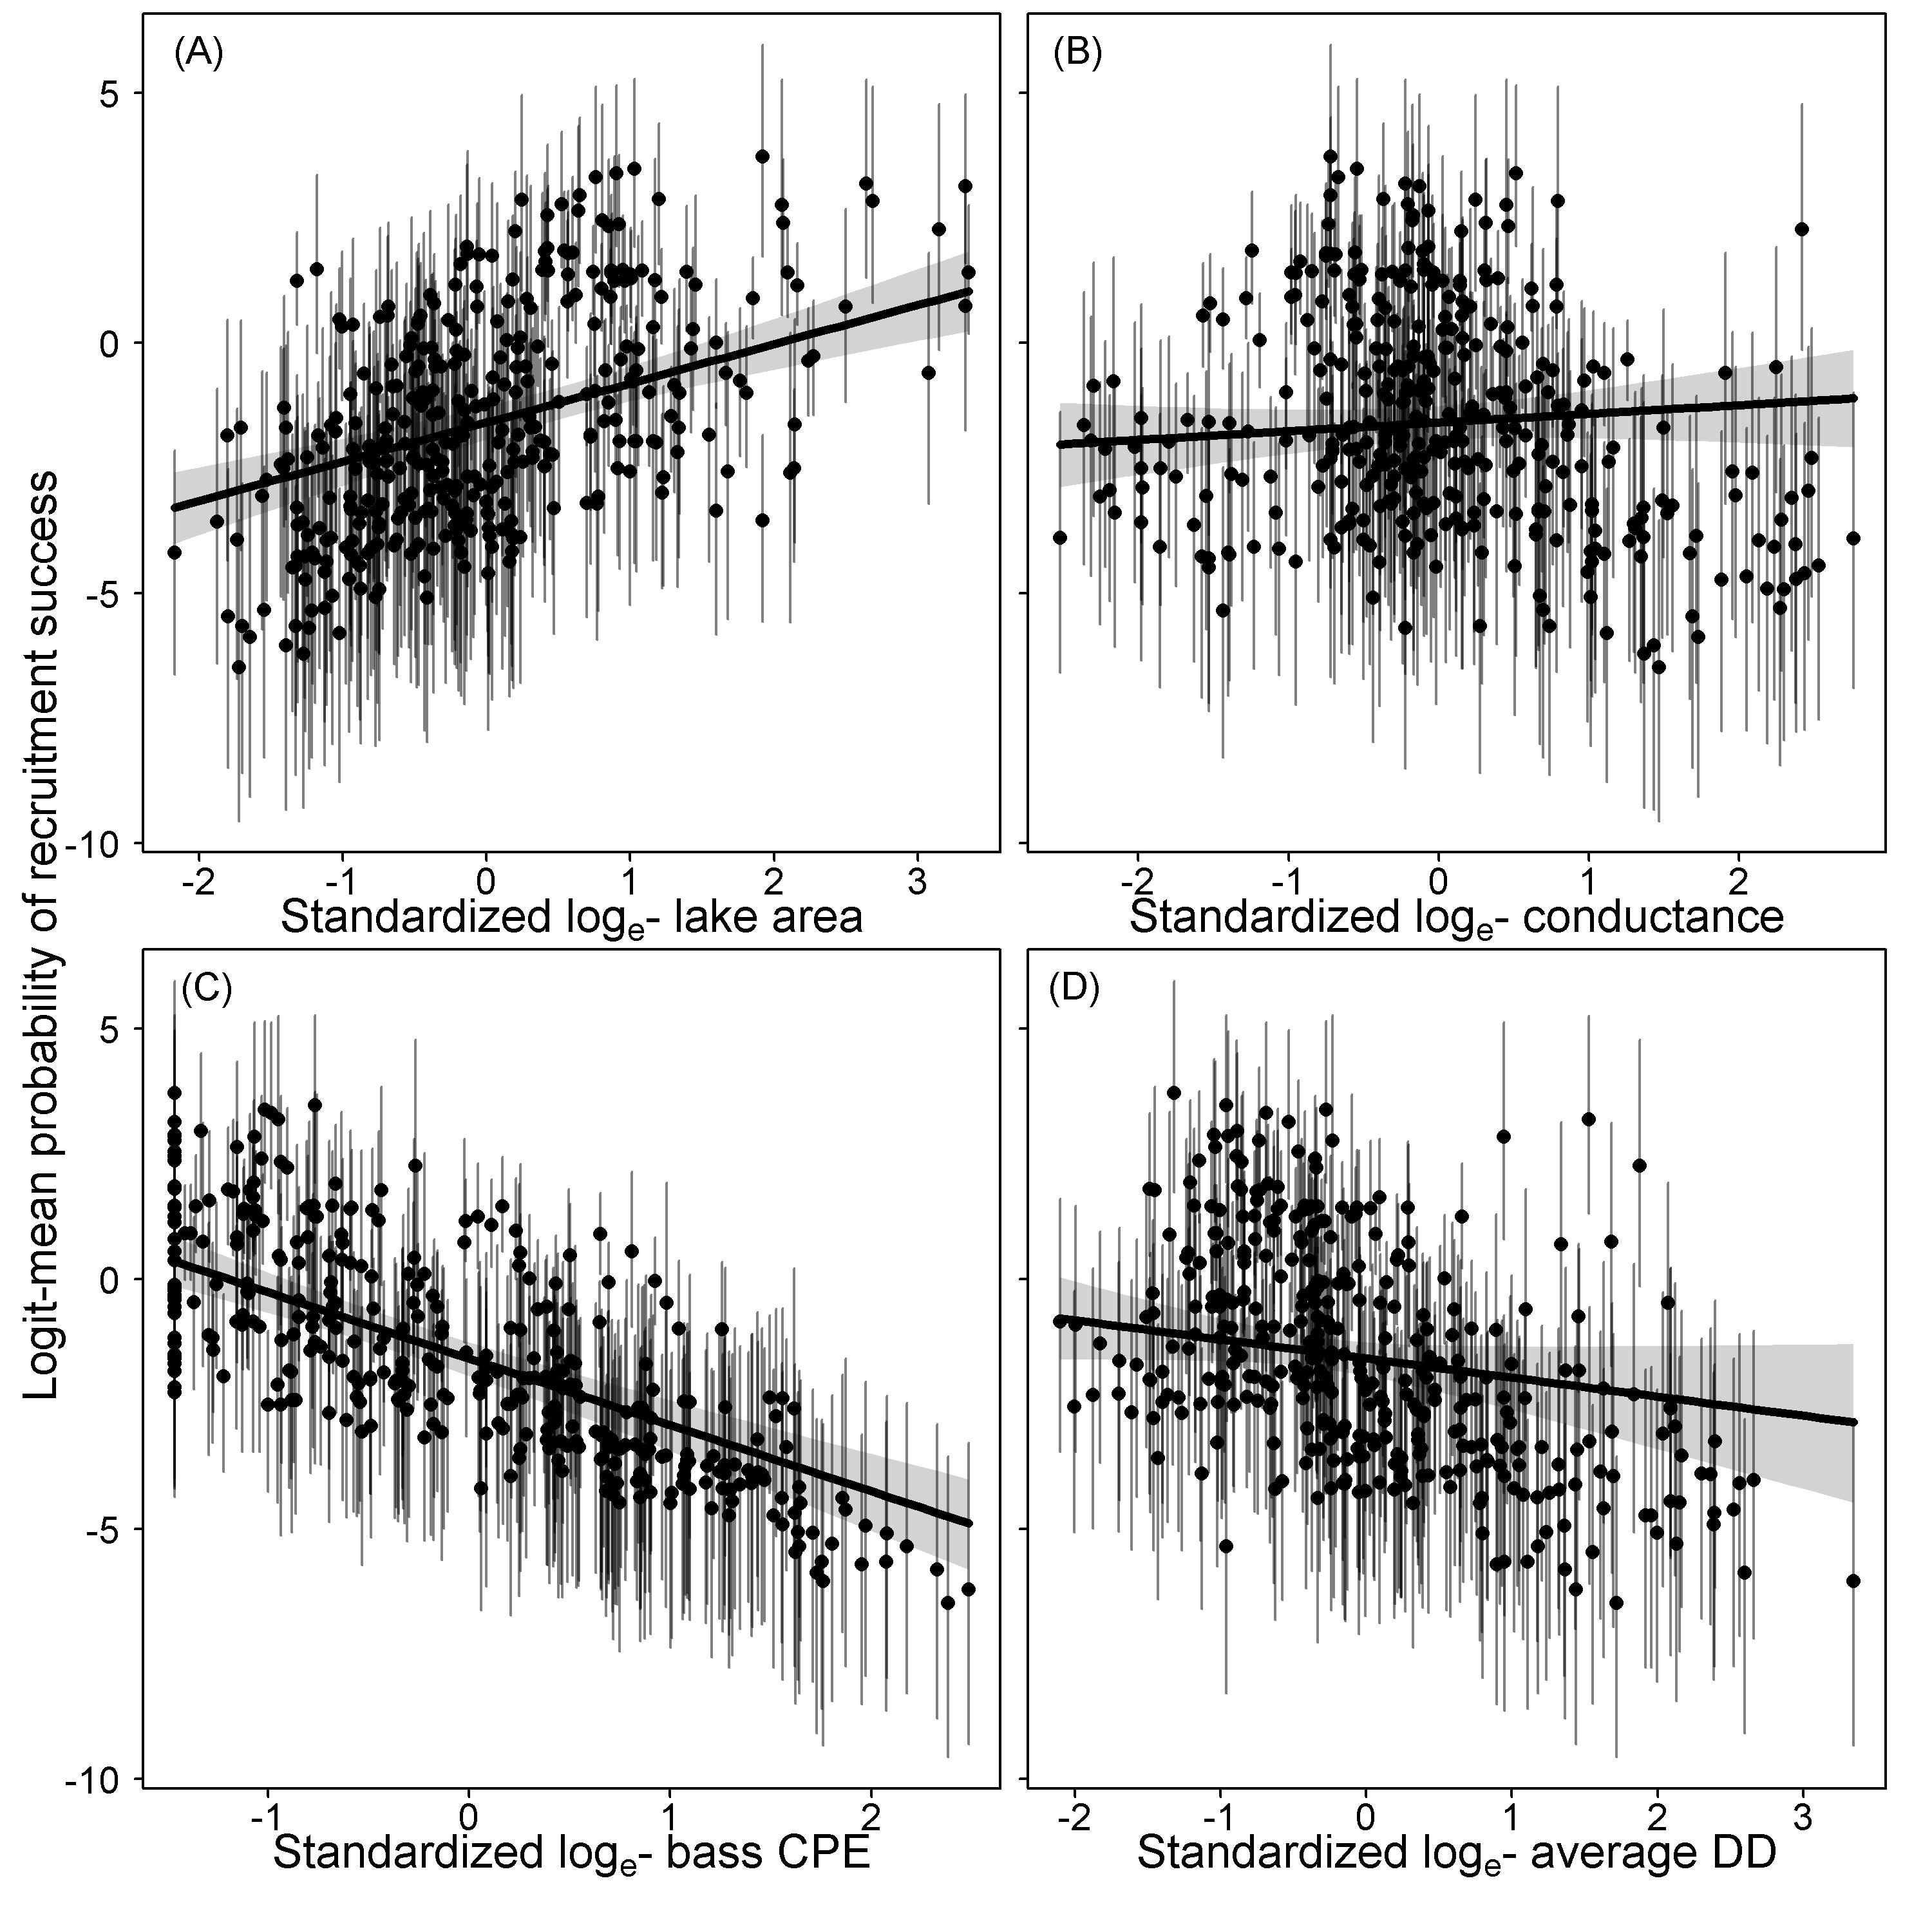 Logit-mean probability of recruitment success
(A)
5
0
-5
-10
-2 -1 0 1 2 3
Standardized logₑ- lake area
(B)
-2 -1 0 1 2
Standardized logₑ- conductance
(C)
5
0
-5
-10
-1 0 1 2
Standardized logₑ- bass CPE
(D)
-2 -1 0 1 2 3
Standardized logₑ- average DD